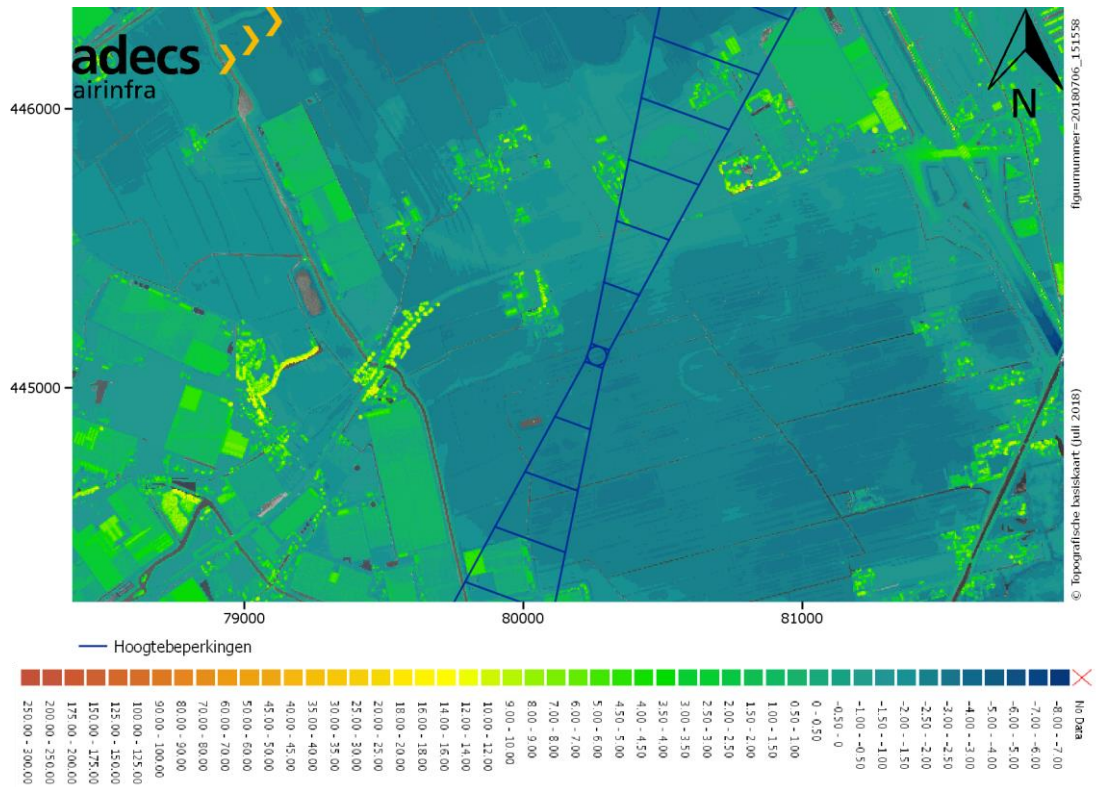 adecs
airinfra
N
figuurnummer=20180706_151558
© Topografische basiskaart (juli 2018)
446000
445000
79000
80000
81000
Hoogtebeperkingen
250.00 - 300.00
200.00 - 250.00
175.00 - 200.00
150.00 - 175.00
125.00 - 150.00
100.00 - 125.00
90.00 - 100.00
80.00 - 90.00
70.00 - 80.00
60.00 - 70.00
50.00 - 60.00
45.00 - 50.00
40.00 - 45.00
35.00 - 40.00
30.00 - 35.00
25.00 - 30.00
20.00 - 25.00
18.00 - 20.00
16.00 - 18.00
14.00 - 16.00
12.00 - 14.00
10.00 - 12.00
9.00 - 10.00
8.00 - 9.00
7.00 - 8.00
6.00 - 7.00
5.00 - 6.00
4.50 - 5.00
4.00 - 4.50
3.50 - 4.00
3.00 - 3.50
2.50 - 3.00
2.00 - 2.50
1.50 - 2.00
1.00 - 1.50
0.50 - 1.00
0 - 0.50
-0.50 - 0
-1.00 - -0.50
-1.50 - -1.00
-2.00 - -1.50
-2.50 - -2.00
-3.00 - -2.50
-4.00 - -3.00
-5.00 - -4.00
-6.00 - -5.00
-7.00 - -6.00
-8.00 - -7.00
No Data